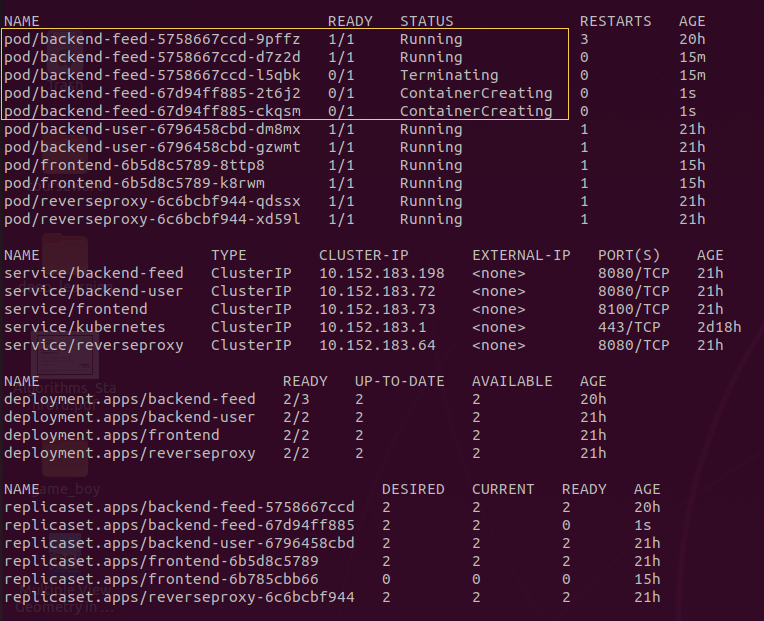 NAME READY STATUS RESTARTS AGE
pod/backend-feed-5758667ccd-9pffz 1/1 Running 3 20h
pod/backend-feed-5758667ccd-d7z2d 1/1 Running 0 15m
pod/backend-feed-5758667ccd-l5qbk 0/1 Terminating 0 15m
pod/backend-feed-67d94ff885-2t6j2 0/1 ContainerCreating 0 1s
pod/backend-feed-67d94ff885-ckqsm 0/1 ContainerCreating 0 1s
pod/backend-user-6796458cbd-dm8mx 1/1 Running 1 21h
pod/backend-user-6796458cbd-gzwmt 1/1 Running 1 21h
pod/frontend-6b5d8c5789-8ttp8 1/1 Running 1 15h
pod/frontend-6b5d8c5789-k8rwm 1/1 Running 1 15h
pod/reverseproxy-6c6bcbf944-qdssx 1/1 Running 1 21h
pod/reverseproxy-6c6bcbf944-xd59l 1/1 Running 1 21h
NAME TYPE CLUSTER-IP EXTERNAL-IP PORT(S) AGE
service/backend-feed ClusterIP 10.152.183.198 <none> 8080/TCP 21h
service/backend-user ClusterIP 10.152.183.72 <none> 8080/TCP 21h
service/frontend ClusterIP 10.152.183.73 <none> 8100/TCP 21h
service/kubernetes ClusterIP 10.152.183.1 <none> 443/TCP 2d18h
service/reverseproxy ClusterIP 10.152.183.64 <none> 8080/TCP 21h
Algorithms_Sta
NAME READY UP-TO-DATE AVAILABLE AGE
deployment.apps/backend-feed 2/3 2 2 20h
deployment.apps/backend-user 2/2 2 2 21h
deployment.apps/frontend 2/2 2 2 21h
deployment.apps/reverseproxy 2/2 2 2 21h
NAME DESIRED CURRENT READY AGE
replicaset.apps/backend-feed-5758667ccd 2 2 2 20h
replicaset.apps/backend-feed-67d94ff885 2 2 0 1s
replicaset.apps/backend-user-6796458cbd 2 2 2 21h
replicaset.apps/frontend-6b5d8c5789 2 2 2 21h
replicaset.apps/frontend-6b785cbb66 0 0 0 15h
replicaset.apps/reverseproxy-6c6bcbf944 2 2 2 21h
Geometry in ...